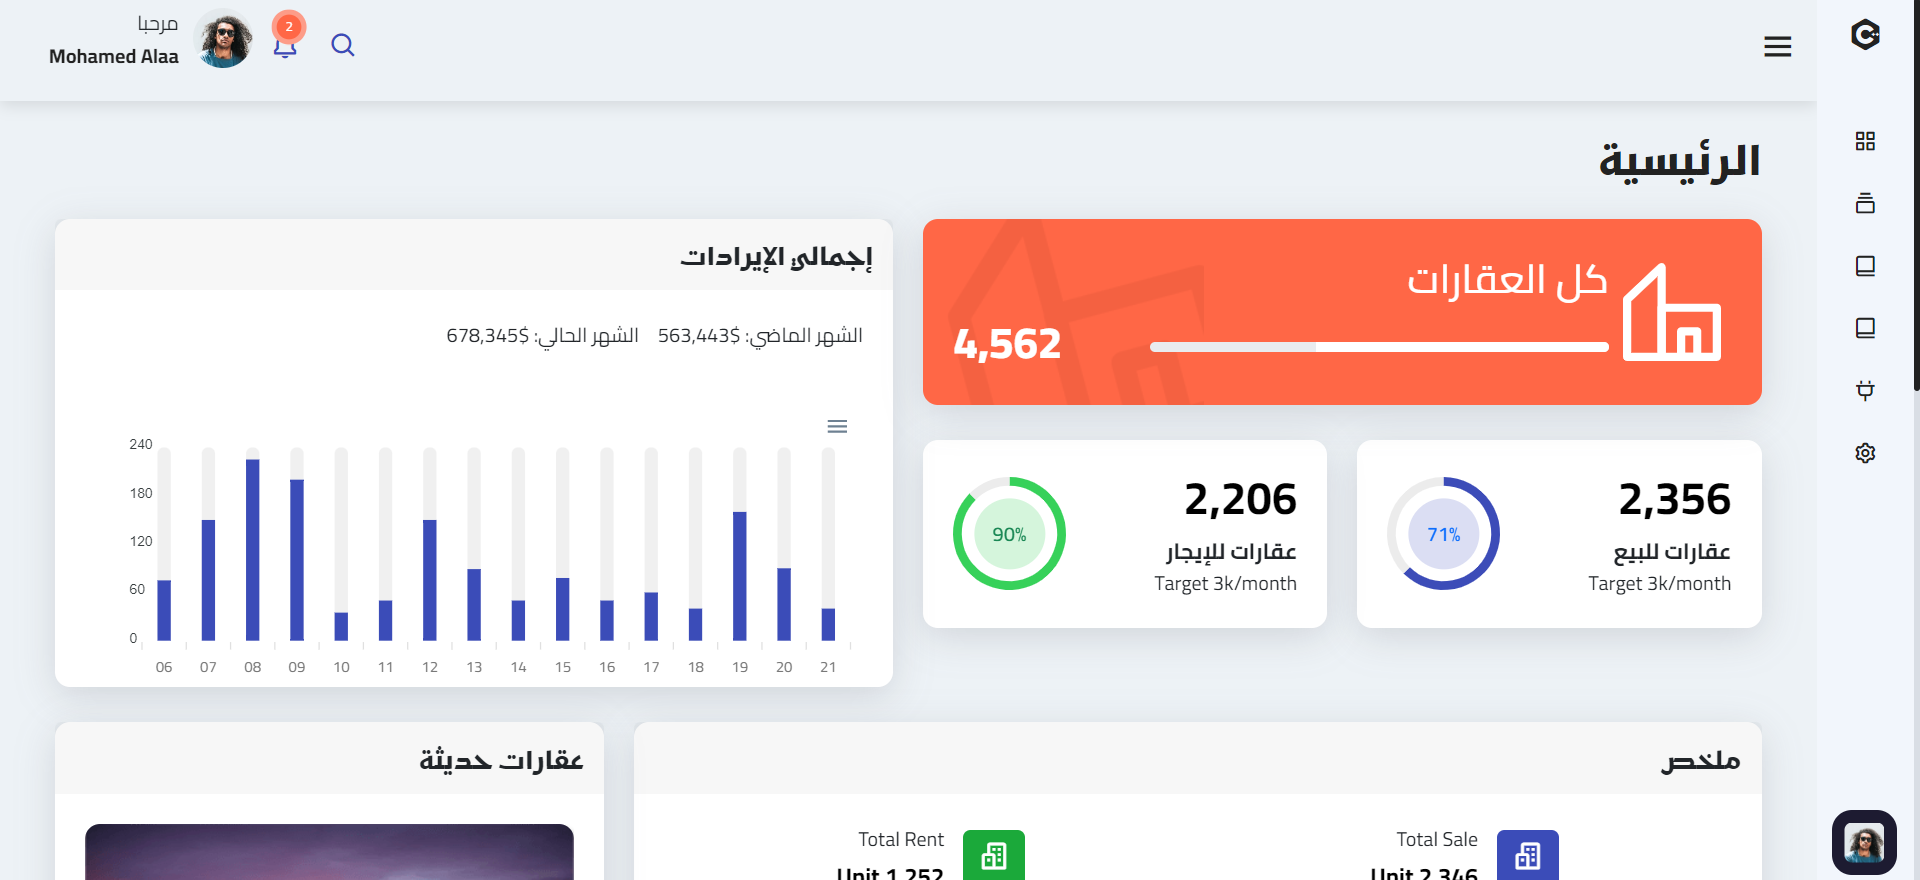 مرحبا
Mohamed Alaa
2
الرئيسية
كل العقارات
4,562
2,356
عقارات للبيع
Target 3k/month
71%
2,206
عقارات للإيجار
Target 3k/month
90%
إجمالي الإيرادات
الشهر الماضي: $563,443 الشهر الحالي: $678,345
240
180
120
60
0
06 07 08 09 10 11 12 13 14 15 16 17 18 19 20 21
ملخص
Total Sale
Unit 2,346
Total Rent
Unit 1,252
عقارات حديثة